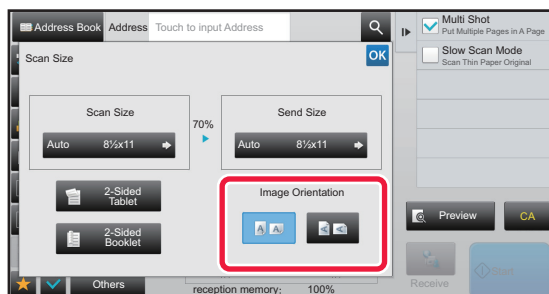 Address Book Address Touch to input Address
Multi Shot
Put Multiple Pages in A Page
Scan Size
OK
Slow Scan Mode
Scan Thin Paper Original
Scan Size
70%
Send Size
Auto 8½x11
Auto 8½x11
2-Sided
Tablet
Image Orientation
2-Sided
Booklet
Preview
CA
Others
reception memory: 100%
Receive
Start